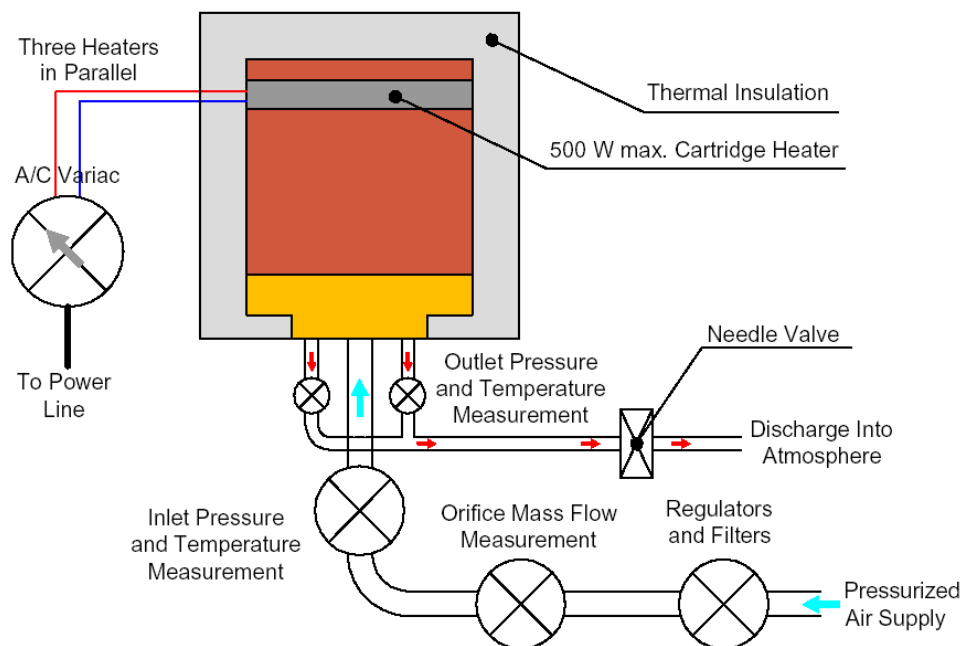 Three Heaters
in Parallel
Thermal Insulation
500 W max. Cartridge Heater
A/C Variac
To Power
Line
Outlet Pressure
and Temperature
Measurement
Needle Valve
Discharge Into
Atmosphere
Inlet Pressure
and Temperature
Measurement
Orifice Mass Flow
Measurement
Regulators
and Filters
Pressurized
Air Supply